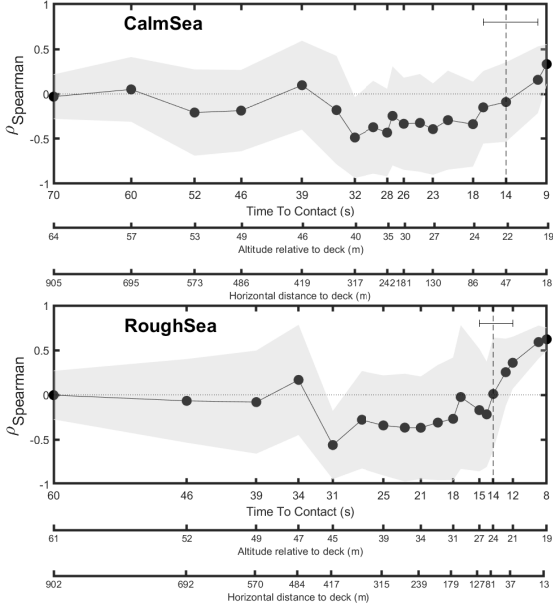 CalmSea
1
0.5
0
-0.5
-1
ρSpearman
70 60 52 46 39 32 28 26 23 18 14 9
Time To Contact (s)
64 57 53 49 46 40 35 30 27 24 22 19
Altitude relative to deck (m)
905 695 573 486 419 317 242 181 130 86 47 18
Horizontal distance to deck (m)
RoughSea
1
0.5
0
-0.5
-1
ρSpearman
60 46 39 34 31 25 21 18 15 14 12 8
Time To Contact (s)
61 52 49 47 45 39 34 31 27 24 21 19
Altitude relative to deck (m)
902 692 570 484 417 315 239 179 127 81 37 13
Horizontal distance to deck (m)